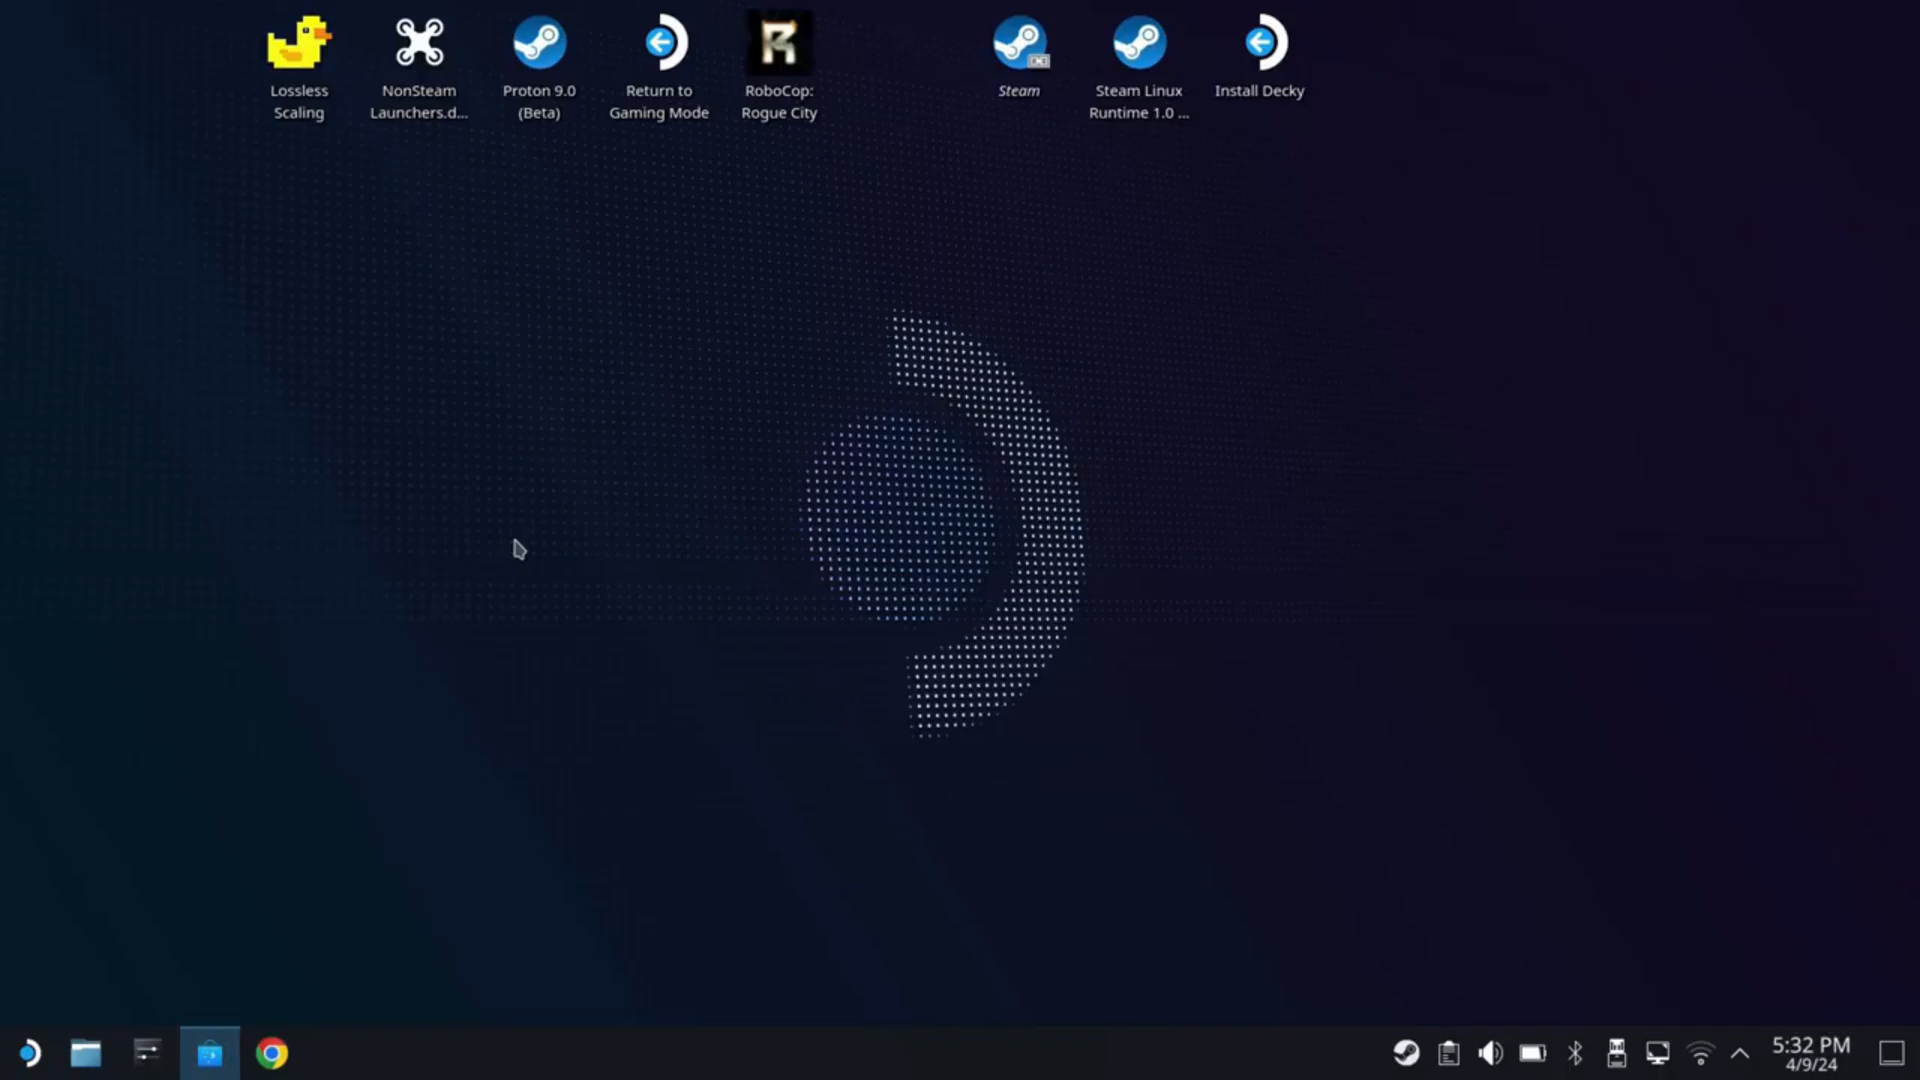 Lossless
Scaling
NonSteam
Launchers.d...
Proton 9.0
(Beta)
Return to
Gaming Mode
RoboCop:
Rogue City
Steam
Steam Linux
Runtime 1.0 ...
Install Decky
5:32 PM
4/9/24